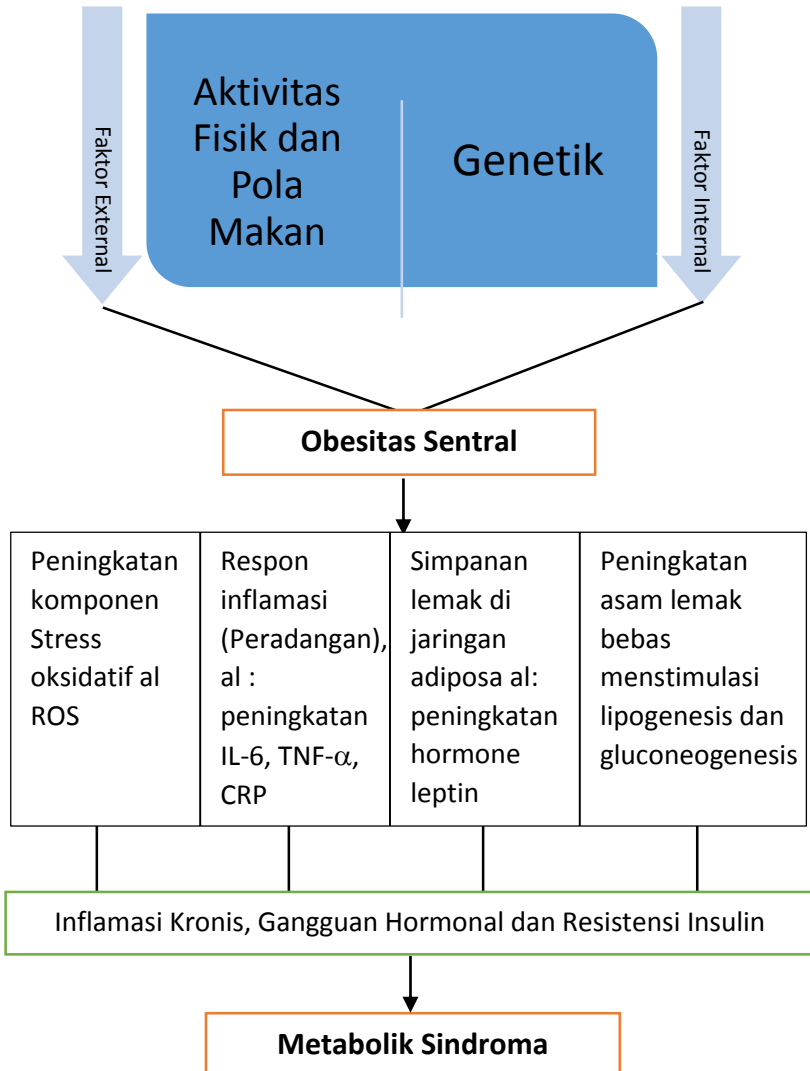 Faktor External
Aktivitas
Fisik dan
Pola
Makan
Genetik
Faktor Internal
Obesitas Sentral
Peningkatan
komponen
Stress
oksidatif al
ROS
Respon
inflamasi
(Peradangan),
al :
peningkatan
IL-6, TNF-α,
CRP
Simpanan
lemak di
jaringan
adiposa al:
peningkatan
hormone
leptin
Peningkatan
asam lemak
bebas
menstimulasi
lipogenesis dan
gluconeogenesis
Inflamasi Kronis, Gangguan Hormonal dan Resistensi Insulin
Metabolik Sindroma